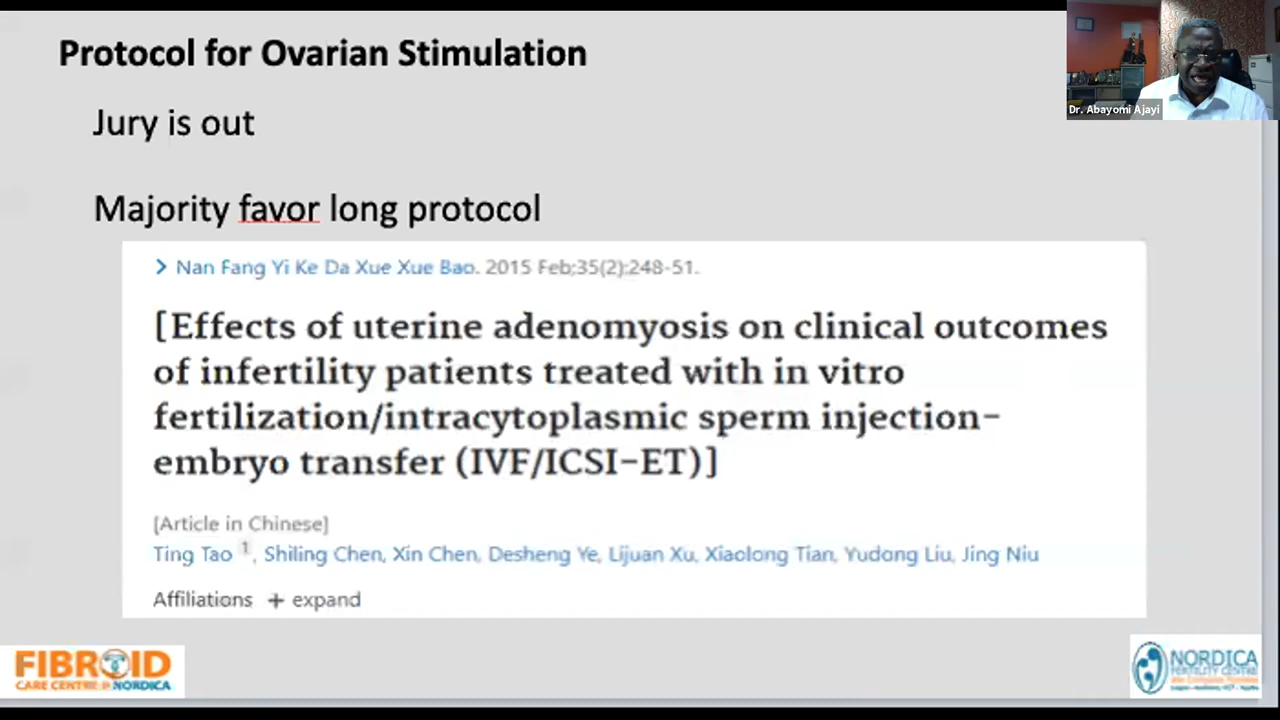 Protocol for Ovarian Stimulation
Dr. Abayomi Ajayi
Jury is out
Majority favor long protocol
> Nan Fang Yi Ke Da Xue Xue Bao. 2015 Feb;35(2):248-51.
[Effects of uterine adenomyosis on clinical outcomes
of infertility patients treated with in vitro
fertilization/intracytoplasmic sperm injection-
embryo transfer (IVF/ICSI-ET)]
[Article in Chinese]
Ting Tao 1, Shiling Chen, Xin Chen, Desheng Ye, Lijuan Xu, Xiaolong Tian, Yudong Liu, Jing Niu
Affiliations + expand
FIBROID
CARE CENTRE @ NORDICA
NORDICA
FERTILITY CENTRE